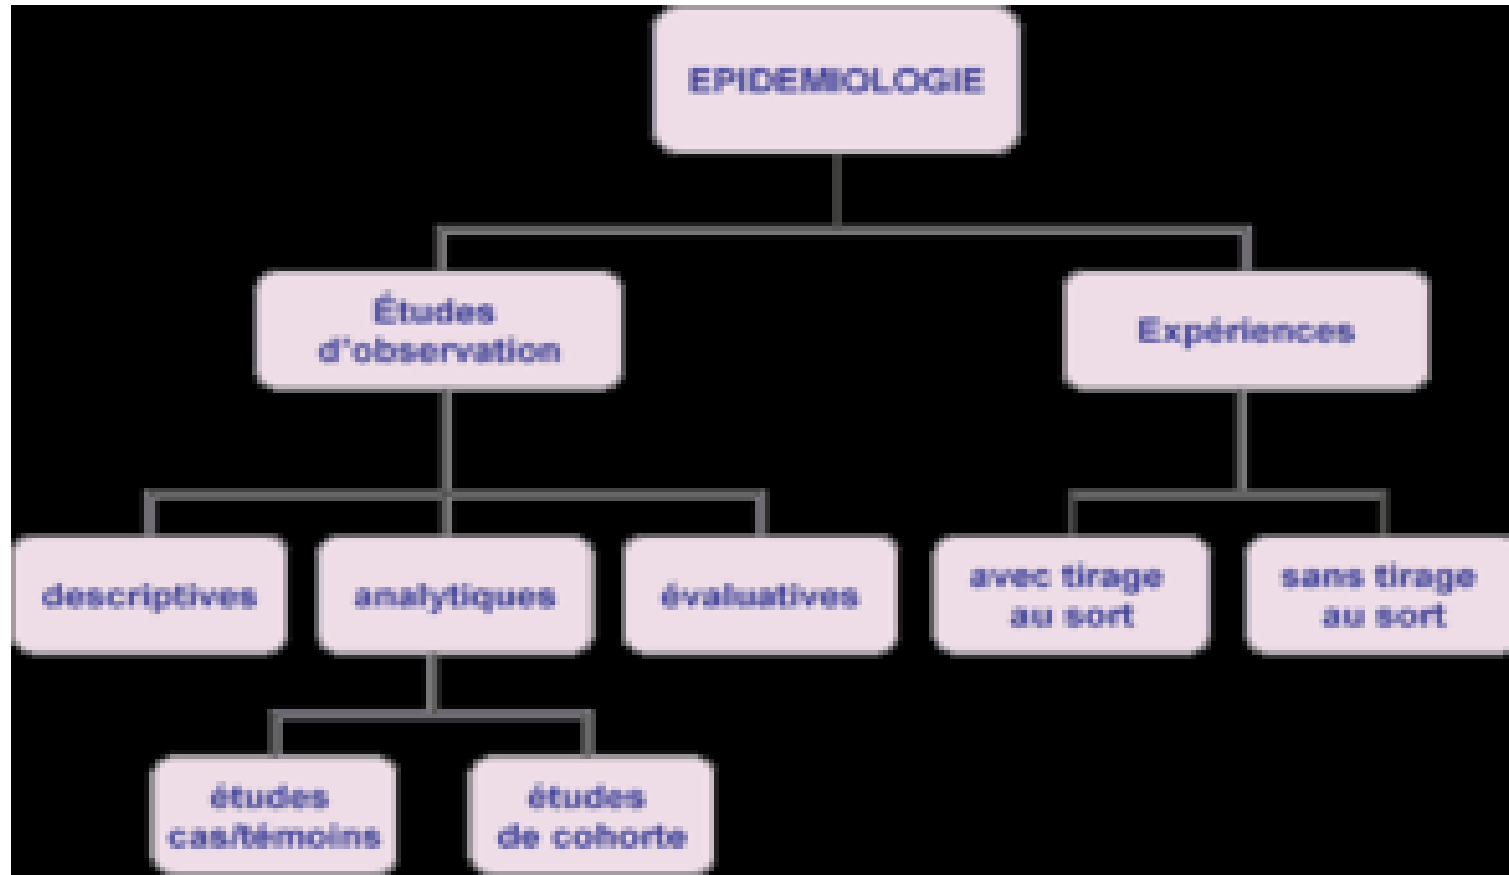 EPIDEMIOLOGIE
Études
d'observation
Expériences
descriptives
analytiques
évaluatives
avec tirage
au sort
sans tirage
au sort
études
cas/témoins
études
de cohorte